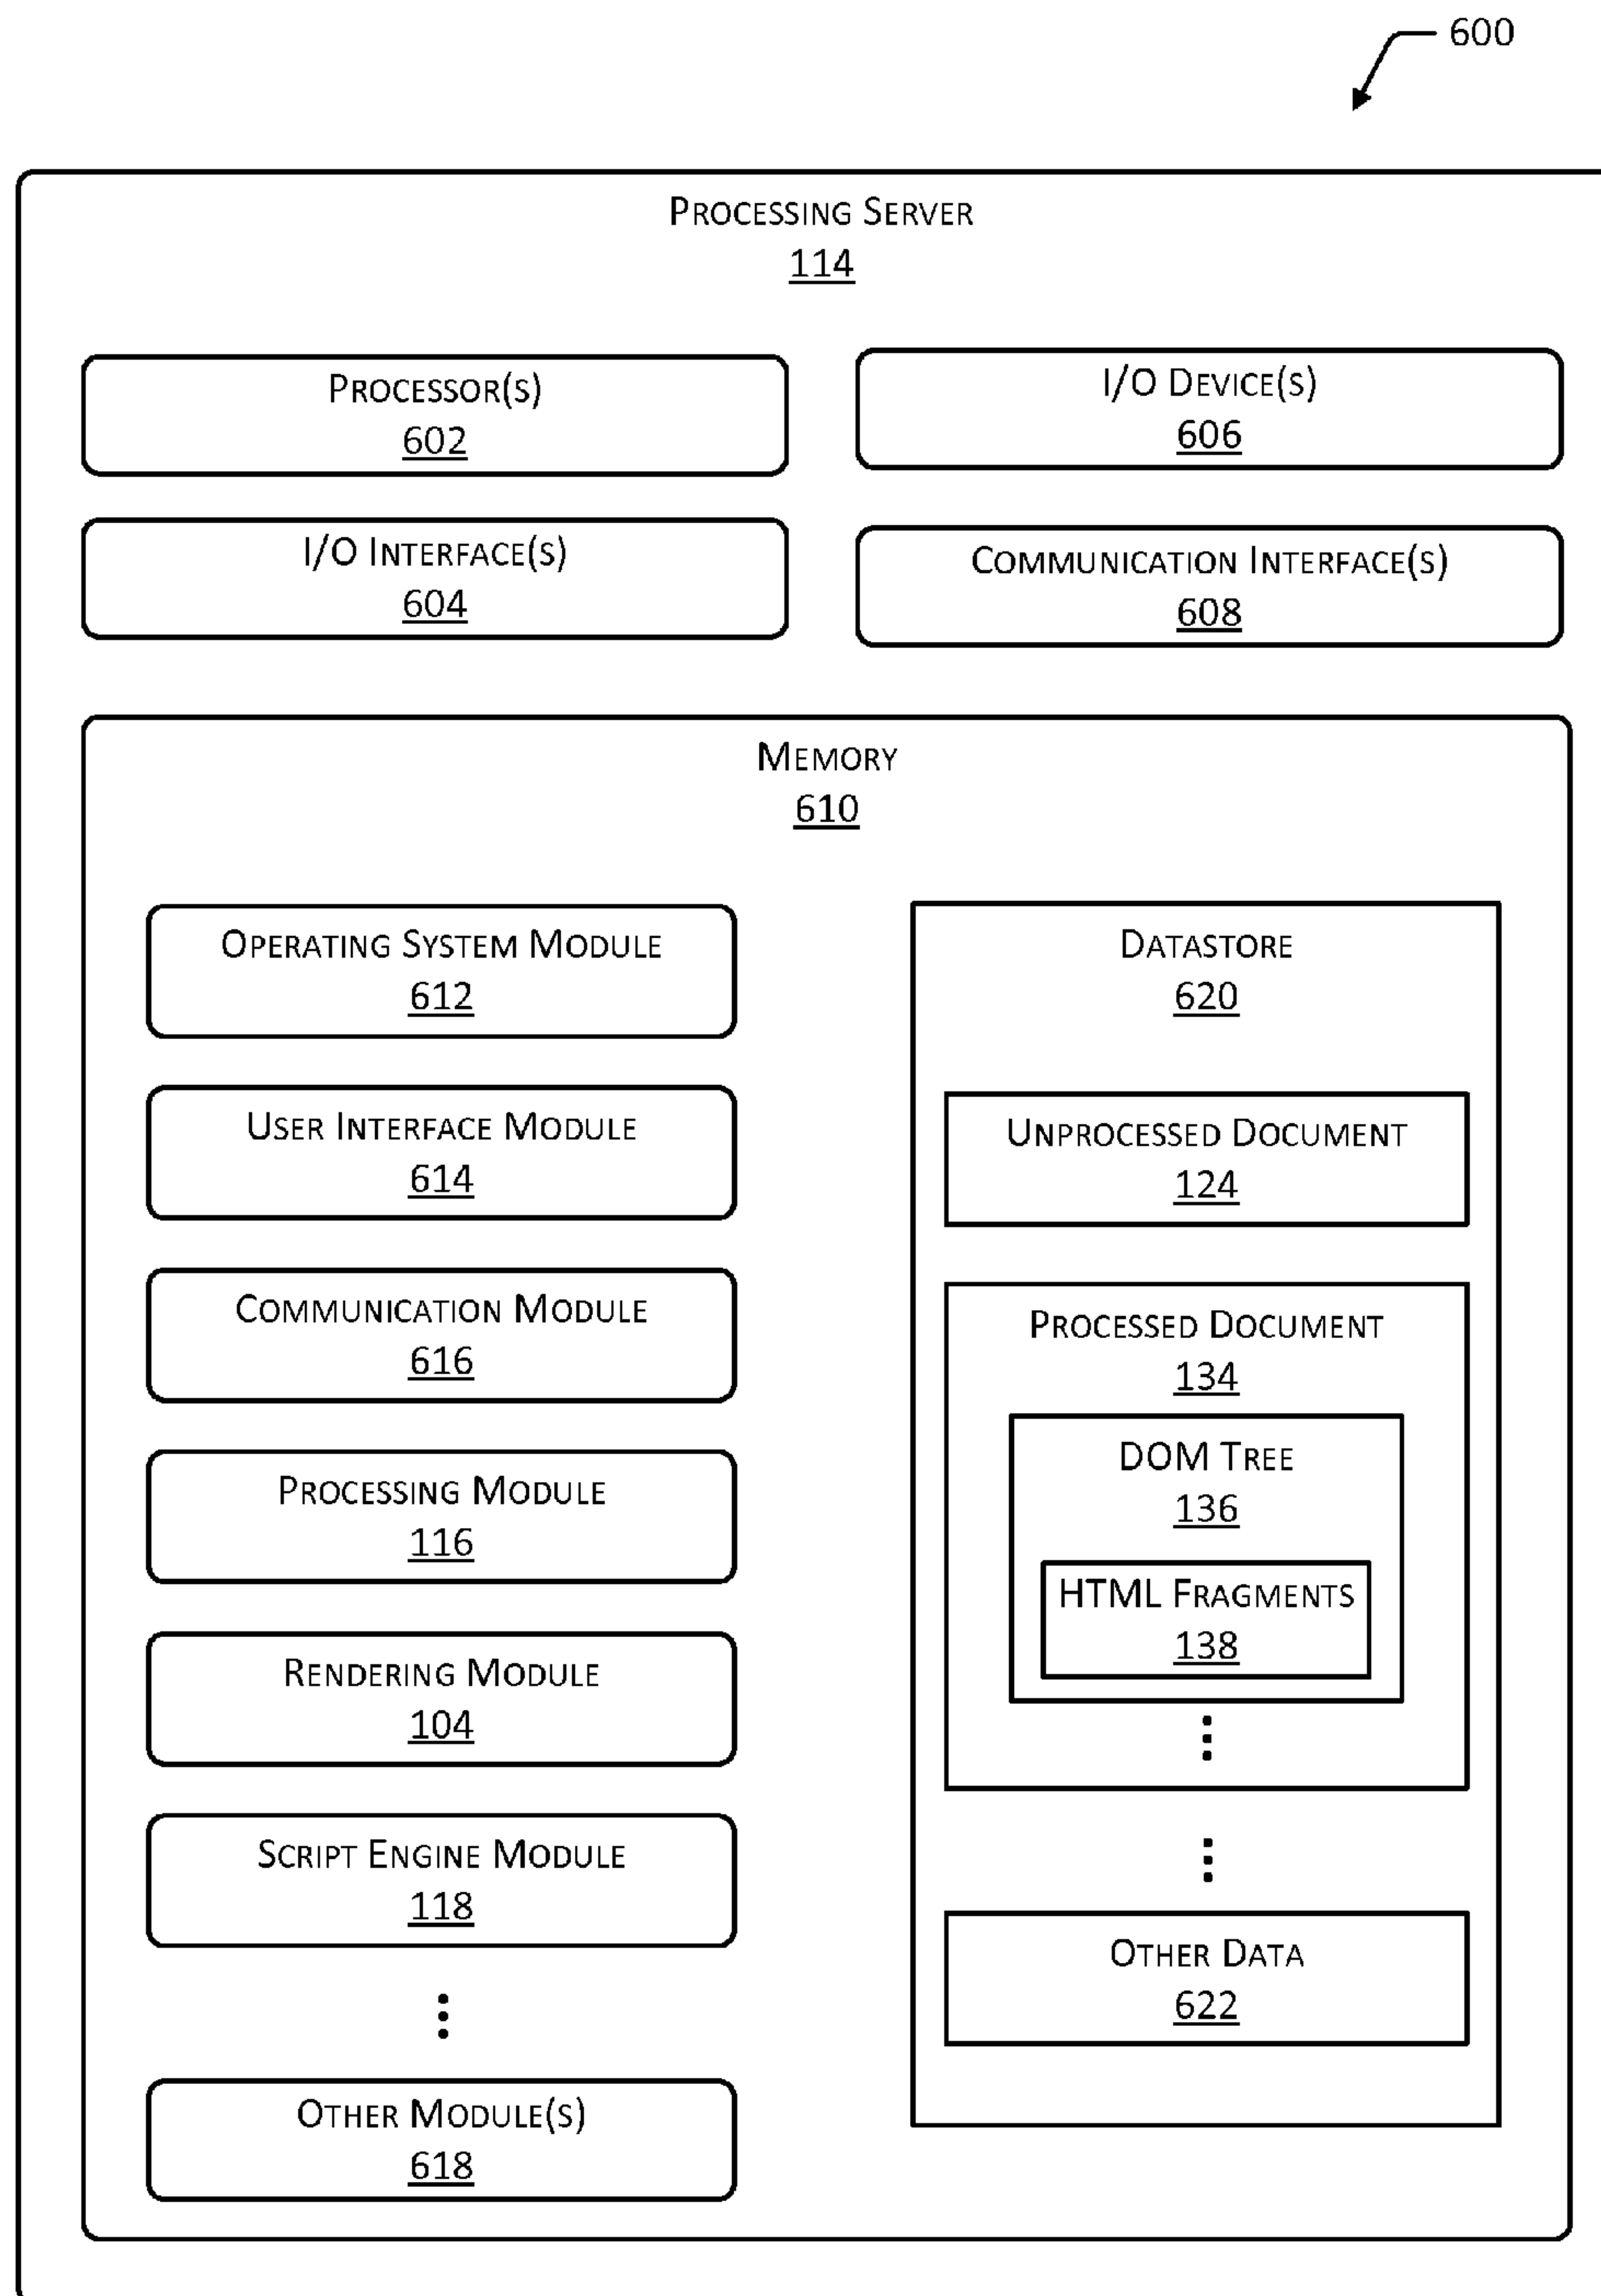 600
Processing Server
114
Processor(s)
602
I/O Device(s)
606
I/O Interface(s)
604
Communication Interface(s)
608
Memory
610
Operating System Module
612
User Interface Module
614
Communication Module
616
Processing Module
116
Rendering Module
104
Script Engine Module
118
Other Module(s)
618
Datastore
620
Unprocessed Document
124
Processed Document
134
DOM Tree
136
HTML Fragments
138
Other Data
622